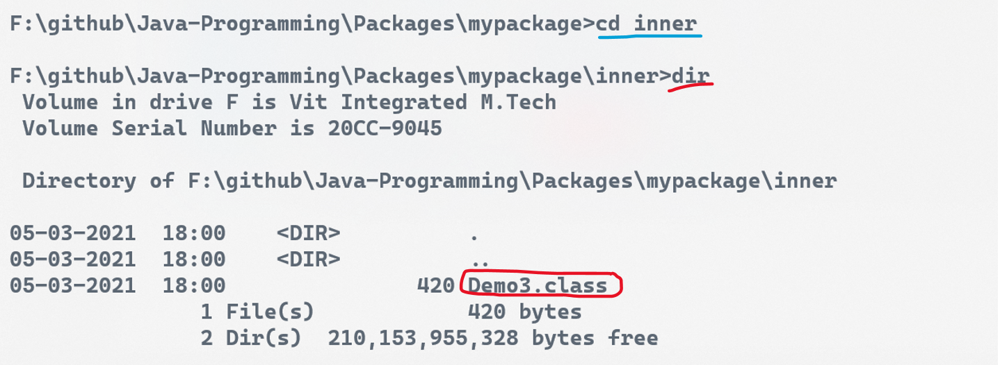 F:\github\Java-Programming\Packages\mypackage>cd inner
F:\github\Java-Programming\Packages\mypackage\inner>dir
Volume in drive F is Vit Integrated M.Tech
Volume Serial Number is 20CC-9045
Directory of F:\github\Java-Programming\Packages\mypackage\inner
05-03-2021  18:00    <DIR>          .
05-03-2021  18:00    <DIR>          ..
05-03-2021  18:00               420 Demo3.class
1 File(s)            420 bytes
2 Dir(s)  210,153,955,328 bytes free